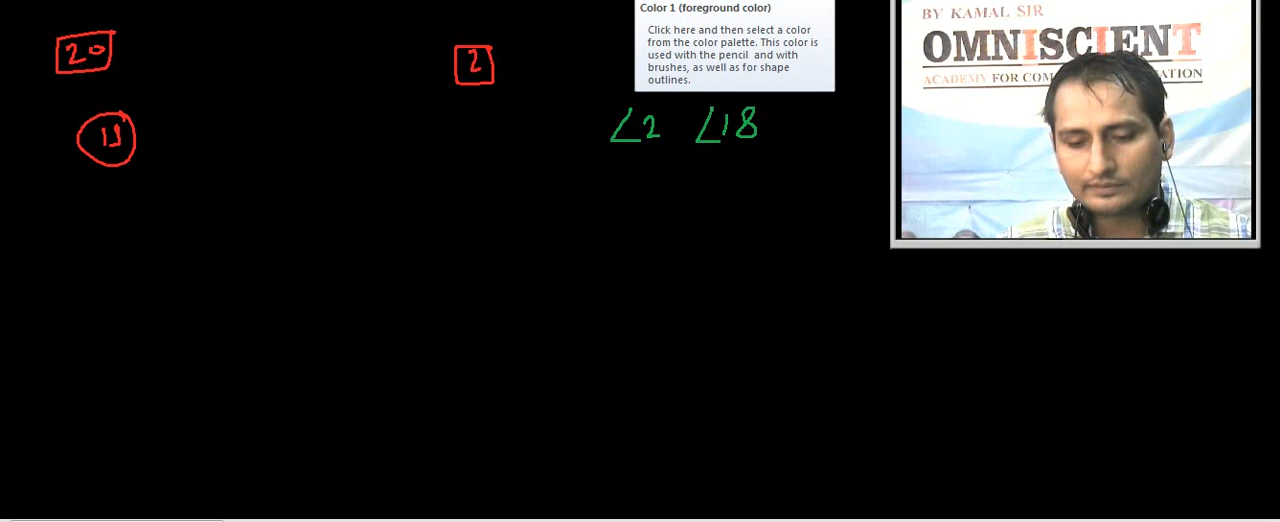 Color 1 (foreground color)
Click here and then select a color
from the color palette. This color is
used with the pencil and with
brushes, as well as for shape
outlines.
BY KAMAL SIR
OMNISCIENT
ACADEMY FOR COM
20
2
∠2 ∠18